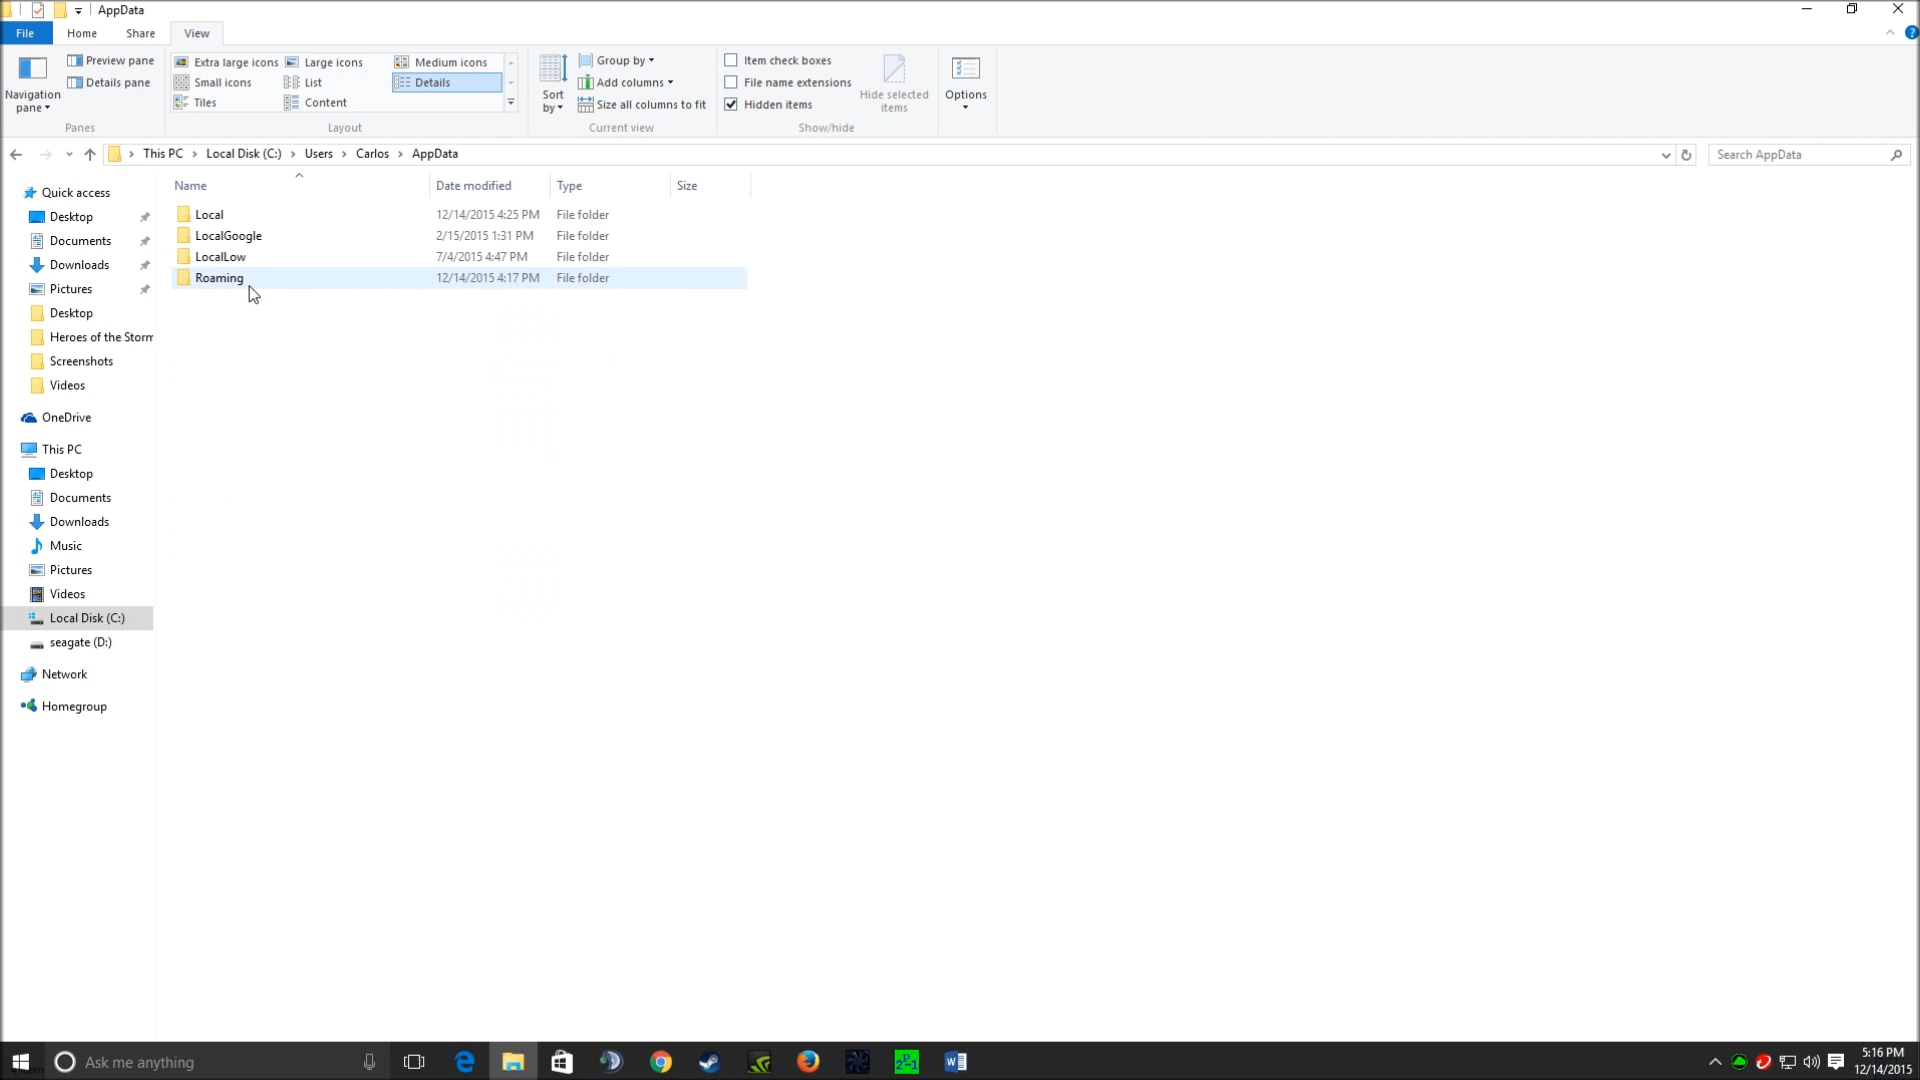 AppData
File Home Share View
Navigation pane
Preview pane
Details pane
Panes
Extra large icons Large icons Medium icons
Small icons List Details
Tiles Content
Layout
Sort by
Group by
Add columns
Size all columns to fit
Current view
Item check boxes
File name extensions
Hidden items
Hide selected items
Show/hide
Options
This PC Local Disk (C:) Users Carlos AppData
Search AppData
Quick access
Desktop
Documents
Downloads
Pictures
Desktop
Heroes of the Storm
Screenshots
Videos
OneDrive
This PC
Desktop
Documents
Downloads
Music
Pictures
Videos
Local Disk (C:)
seagate (D:)
Network
Homegroup
Name Date modified Type Size
Local 12/14/2015 4:25 PM File folder
LocalGoogle 2/15/2015 1:31 PM File folder
LocalLow 7/4/2015 4:47 PM File folder
Roaming 12/14/2015 4:17 PM File folder
Ask me anything
5:16 PM
12/14/2015